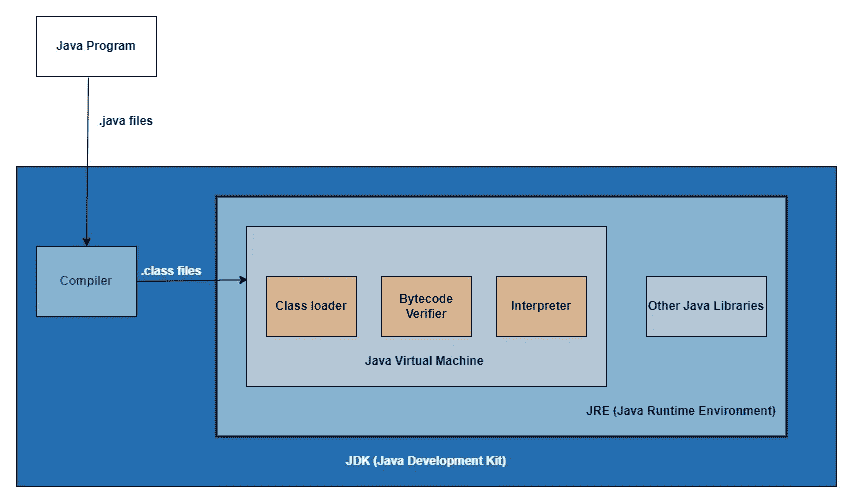 Java Program
.java files
Compiler
.class files
Class loader
Bytecode
Verifier
Interpreter
Other Java Libraries
Java Virtual Machine
JRE (Java Runtime Environment)
JDK (Java Development Kit)